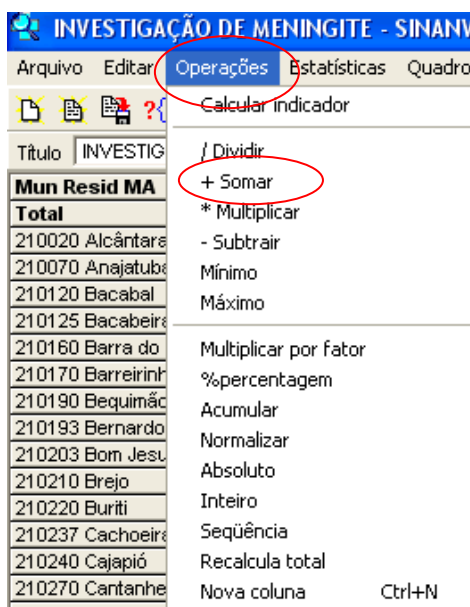 INVESTIGAÇÃO DE MENINGITE - SINANW
Arquivo Editar Operações Estatísticas Quadro
Título INVESTIG
Calcular indicador
/ Dividir
+ Somar
* Multiplicar
- Subtrair
Mínimo
Máximo
Multiplicar por fator
%percentagem
Acumular
Normalizar
Absoluto
Inteiro
Seqüência
Recalcula total
Nova coluna Ctrl+N
Mun Resid MA
Total
210020 Alcântara
210070 Anajatuba
210120 Bacabal
210125 Bacabeira
210160 Barra do
210170 Barreirinh
210190 Bequimão
210193 Bernardo
210203 Bom Jesu
210210 Brejo
210220 Buriti
210237 Cachoeira
210240 Cajapió
210270 Cantanhe